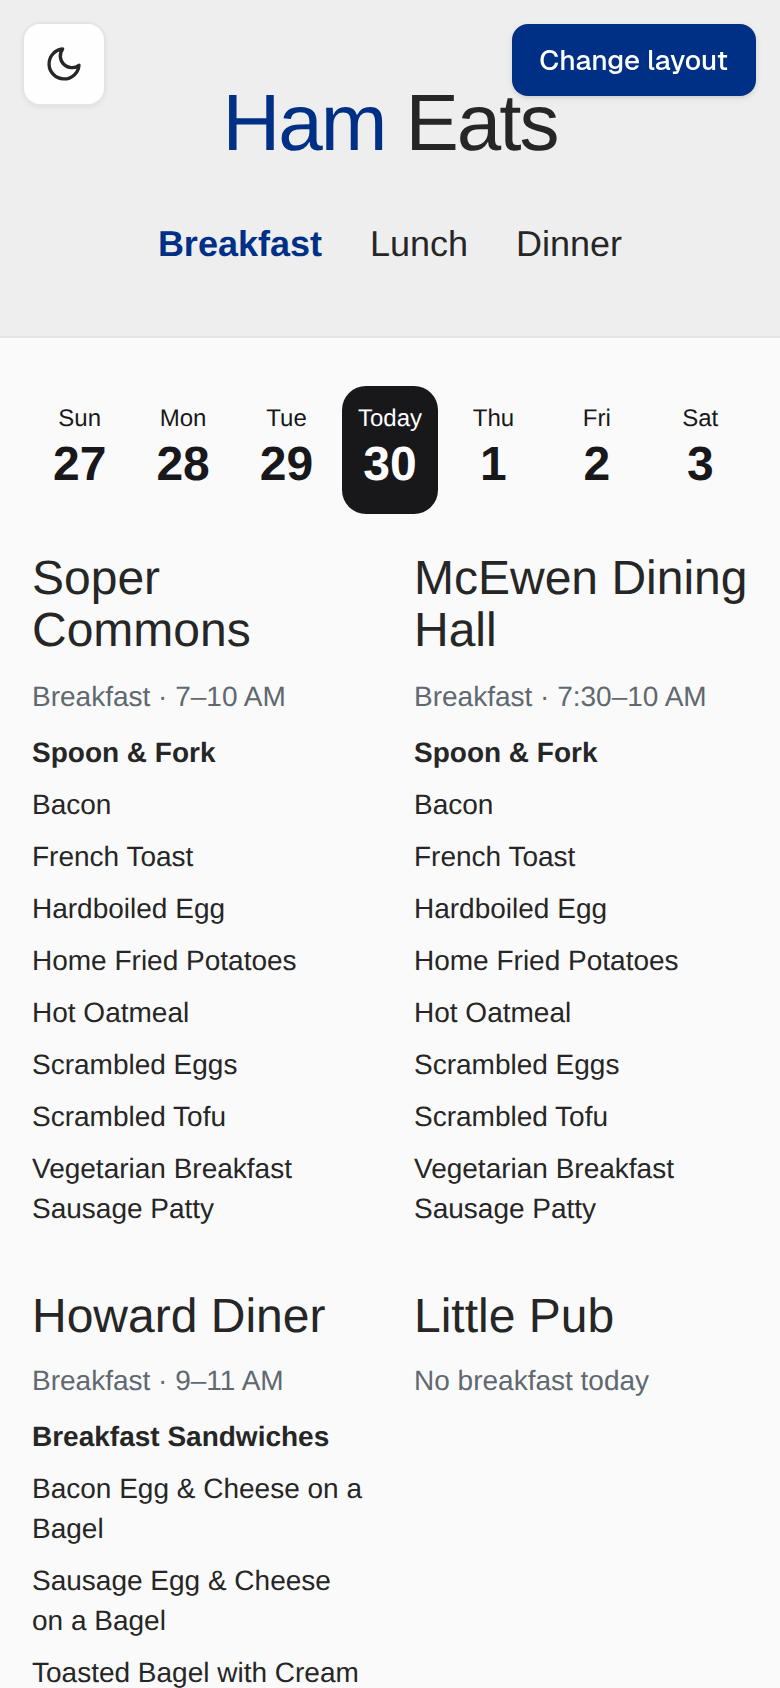 Change layout
Ham Eats
Breakfast Lunch Dinner
Sun Mon Tue Today Thu Fri Sat
27 28 29 30 1 2 3
Soper
Commons
Breakfast · 7–10 AM
Spoon & Fork
Bacon
French Toast
Hardboiled Egg
Home Fried Potatoes
Hot Oatmeal
Scrambled Eggs
Scrambled Tofu
Vegetarian Breakfast
Sausage Patty
McEwen Dining
Hall
Breakfast · 7:30–10 AM
Spoon & Fork
Bacon
French Toast
Hardboiled Egg
Home Fried Potatoes
Hot Oatmeal
Scrambled Eggs
Scrambled Tofu
Vegetarian Breakfast
Sausage Patty
Howard Diner
Breakfast · 9–11 AM
Breakfast Sandwiches
Bacon Egg & Cheese on a
Bagel
Sausage Egg & Cheese
on a Bagel
Toasted Bagel with Cream
Little Pub
No breakfast today